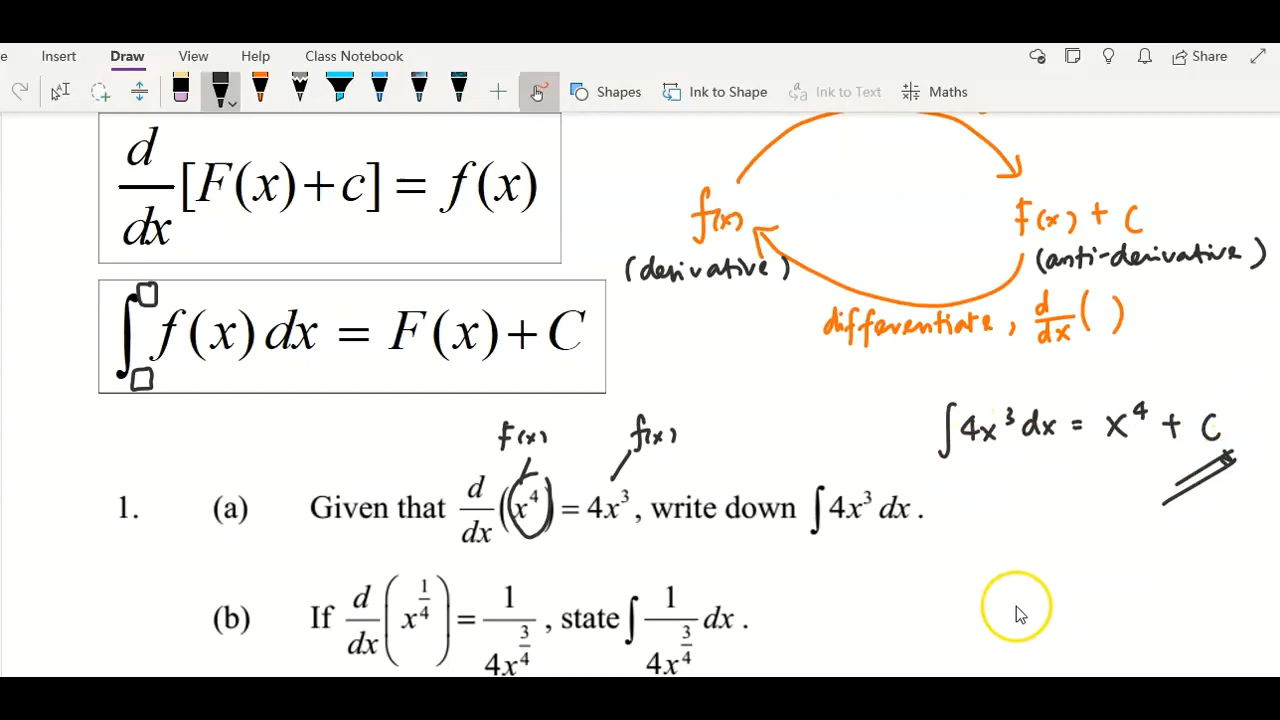 e Insert Draw View Help Class Notebook Share
Shapes Ink to Shape Ink to Text Maths
d/dx [F(x)+c] = f(x)
f(x) F(x) + C
(derivative) (anti-derivative)
differentiate, d/dx ( )
∫ f(x) dx = F(x) + C
∫4x³dx = x⁴ + C
F(x) f(x)
1. (a) Given that d/dx (x⁴) = 4x³, write down ∫4x³ dx.
(b) If d/dx (x^(1/4)) = 1/(4x^(3/4)), state ∫ 1/(4x^(3/4)) dx.